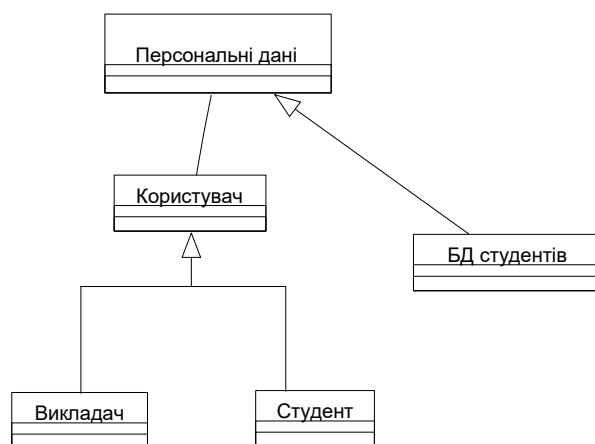 Персональні дані
Користувач
БД студентів
Викладач
Студент